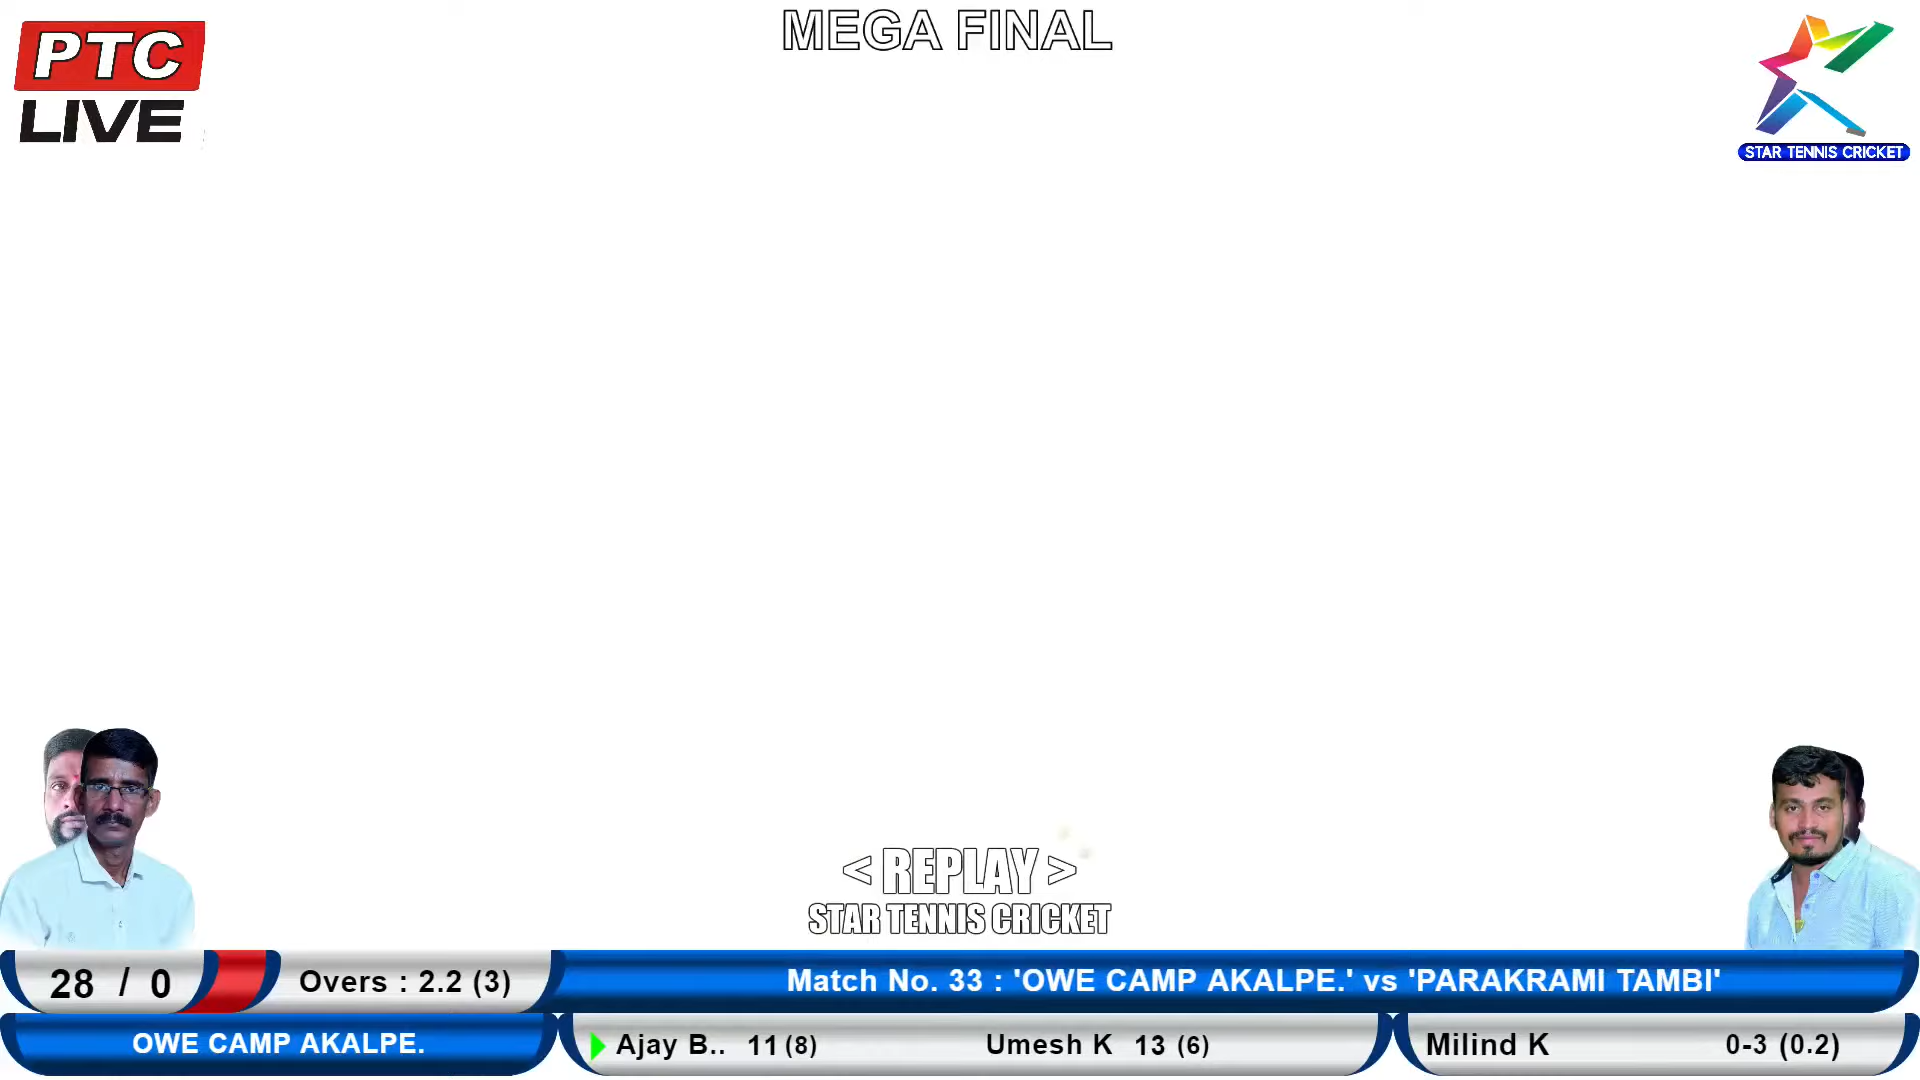 MEGA FINAL
PTC
LIVE
STAR TENNIS CRICKET
< REPLAY >
STAR TENNIS CRICKET
28 / 0
Overs : 2.2 (3)
Match No. 33 : 'OWE CAMP AKALPE.' vs 'PARAKRAMI TAMBI'
OWE CAMP AKALPE.
Ajay B.. 11 (8)
Umesh K 13 (6)
Milind K 0-3 (0.2)